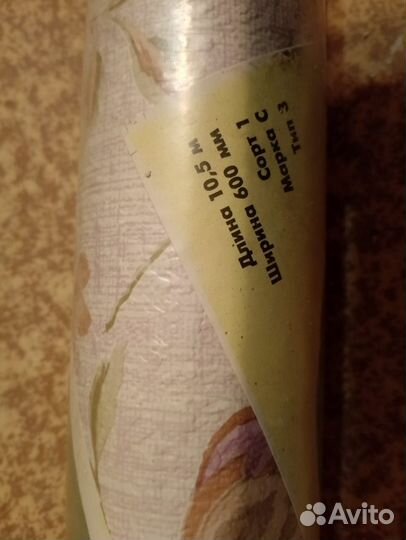 Длина 10,5 м
Ширина 600 мм
Сорт 1
Марка С
Тип 3
Avito